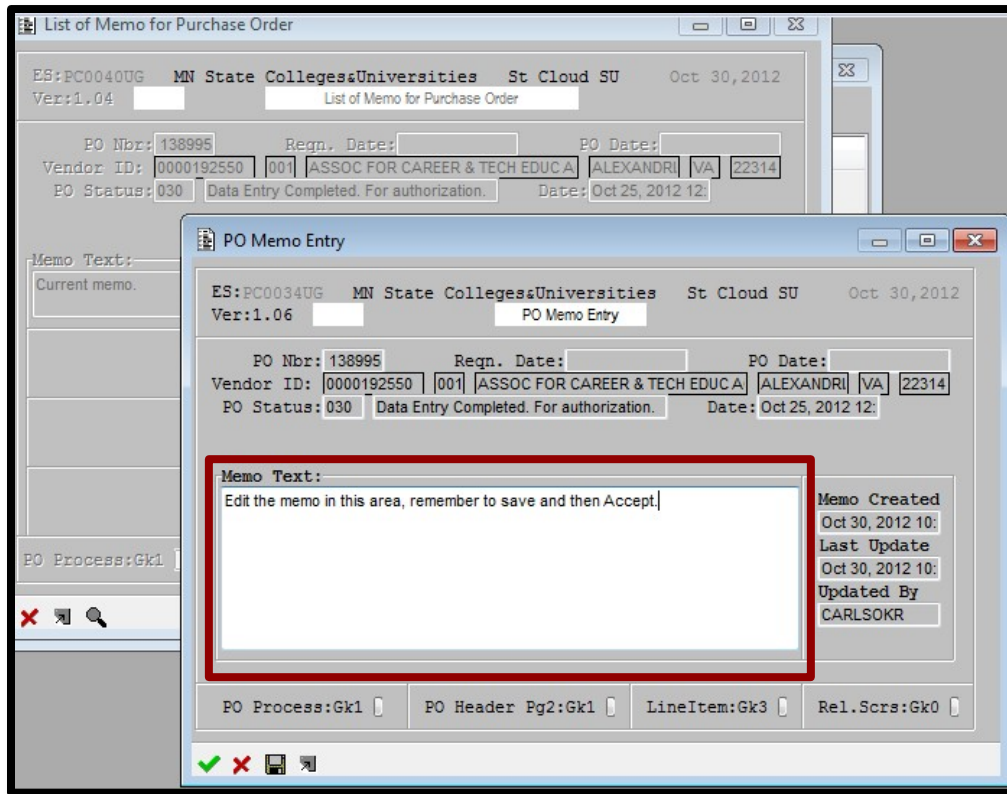 List of Memo for Purchase Order
ES:PC0040UG MN State Colleges&Universities St Cloud SU Oct 30,2012
Ver:1.04 List of Memo for Purchase Order
PO Nbr: 138995 Reqn. Date: PO Date:
Vendor ID: 0000192550 001 ASSOC FOR CAREER & TECH EDUC A ALEXANDRI VA 22314
PO Status: 030 Data Entry Completed. For authorization. Date: Oct 25, 2012 12:
Memo Text:
Current memo.
PO Process:Gk1
PO Memo Entry
ES:PC0034UG MN State Colleges&Universities St Cloud SU Oct 30,2012
Ver:1.06 PO Memo Entry
PO Nbr: 138995 Reqn. Date: PO Date:
Vendor ID: 0000192550 001 ASSOC FOR CAREER & TECH EDUC A ALEXANDRI VA 22314
PO Status: 030 Data Entry Completed. For authorization. Date: Oct 25, 2012 12:
Memo Text:
Edit the memo in this area, remember to save and then Accept.
Memo Created
Oct 30, 2012 10:
Last Update
Oct 30, 2012 10:
Updated By
CARLSOKR
PO Process:Gk1 PO Header Pg2:Gk1 LineItem:Gk3 Rel.Scrs:Gk0